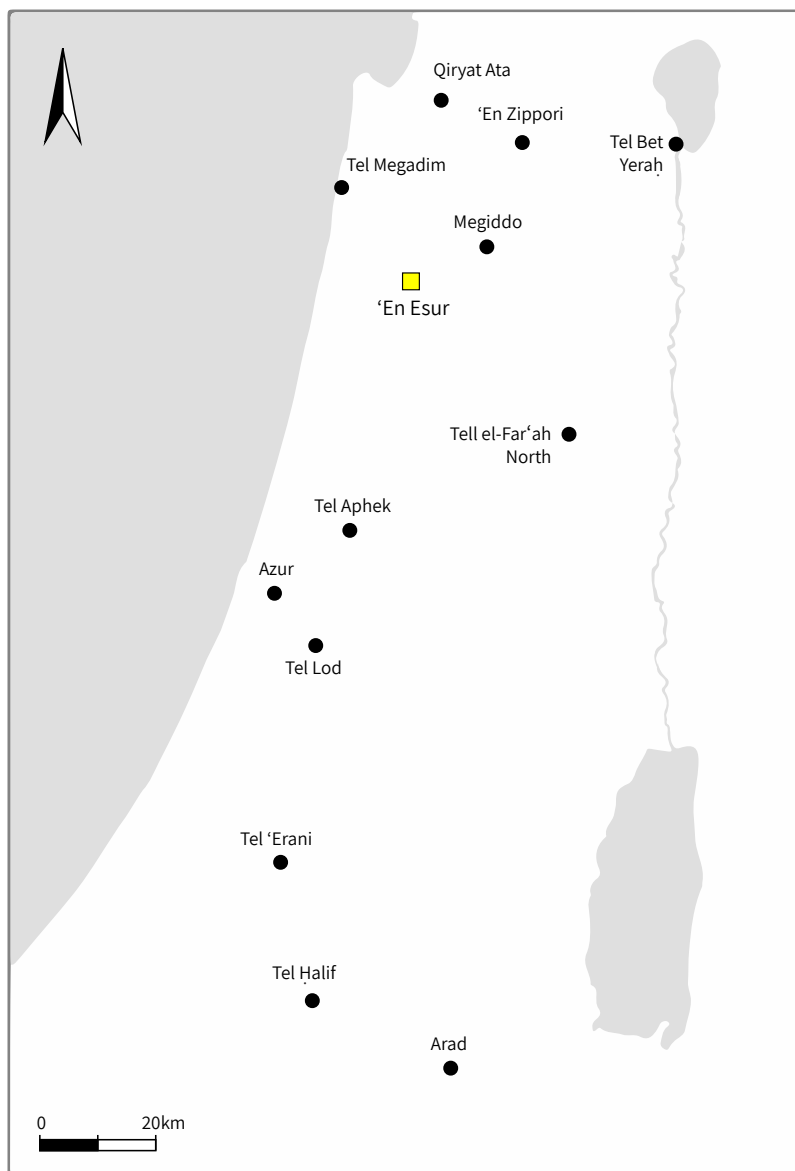 Qiryat Ata
‘En Zippori
Tel Bet
Yeraḥ
Tel Megadim
Megiddo
‘En Esur
Tell el-Far‘ah
North
Tel Aphek
Azur
Tel Lod
Tel ‘Erani
Tel Ḥalif
Arad
0 20km